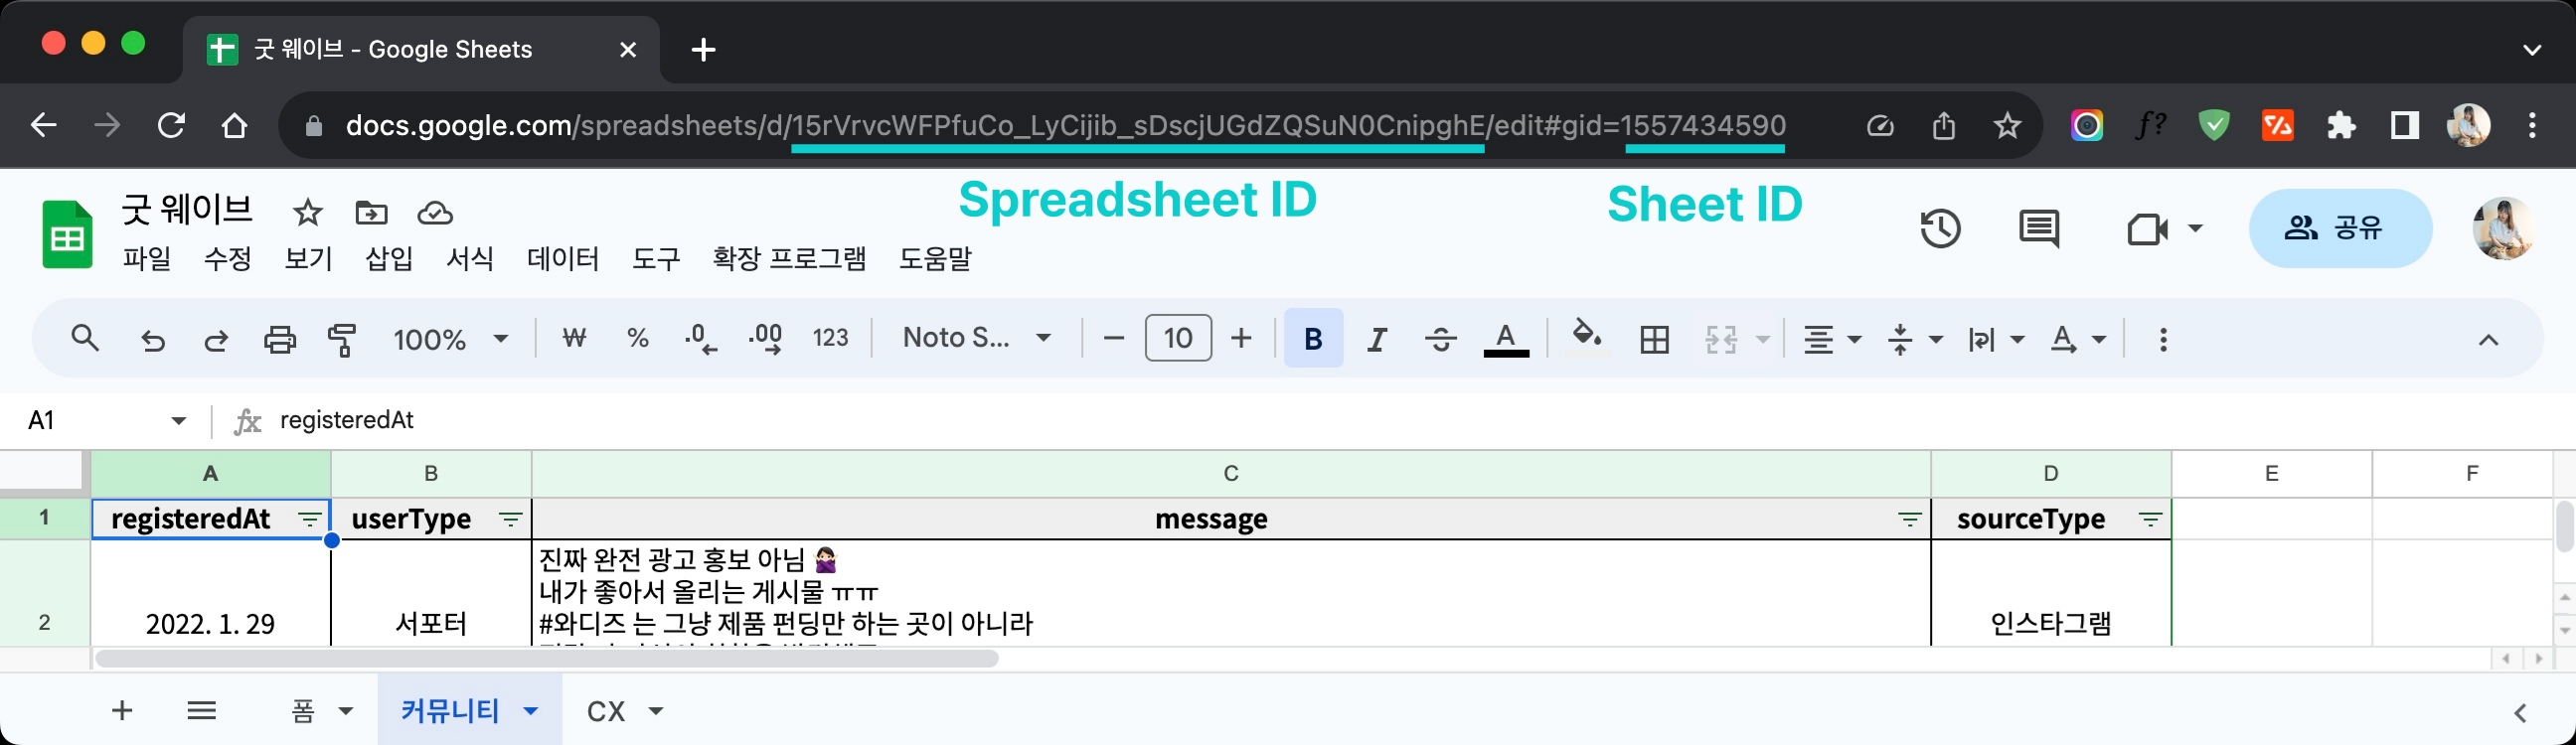 굿 웨이브 - Google Sheets
docs.google.com/spreadsheets/d/15rVrvcWFPfuCo_LyCijib_sDscjUGdZQSuN0CnipghE/edit#gid=1557434590
f?
Spreadsheet ID
Sheet ID
굿 웨이브
파일 수정 보기 삽입 서식 데이터 도구 확장 프로그램 도움말
공유
100% ₩ % .0 .00 123 Noto S... 10 B I S A A
A1 fx registeredAt
A B C D E F
1 registeredAt userType message sourceType
진짜 완전 광고 홍보 아님 🙅🏻‍♀️
내가 좋아서 올리는 게시물 ㅠㅠ
2 2022. 1. 29 서포터 #와디즈 는 그냥 제품 펀딩만 하는 곳이 아니라 인스타그램
폼 커뮤니티 CX